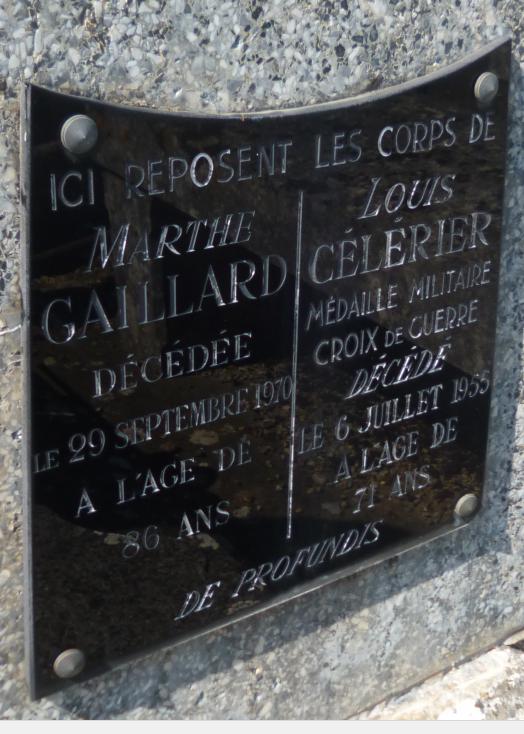 ICI REPOSENT LES CORPS DE
MARTHE
GAILLARD
DÉCÉDÉE
LE 29 SEPTEMBRE 1970
A L'AGE DE
86 ANS
LOUIS
CÉLÉRIER
MÉDAILLE MILITAIRE
CROIX DE GUERRE
DÉCÉDÉ
LE 6 JUILLET 1955
A L'AGE DE
71 ANS
DE PROFUNDIS